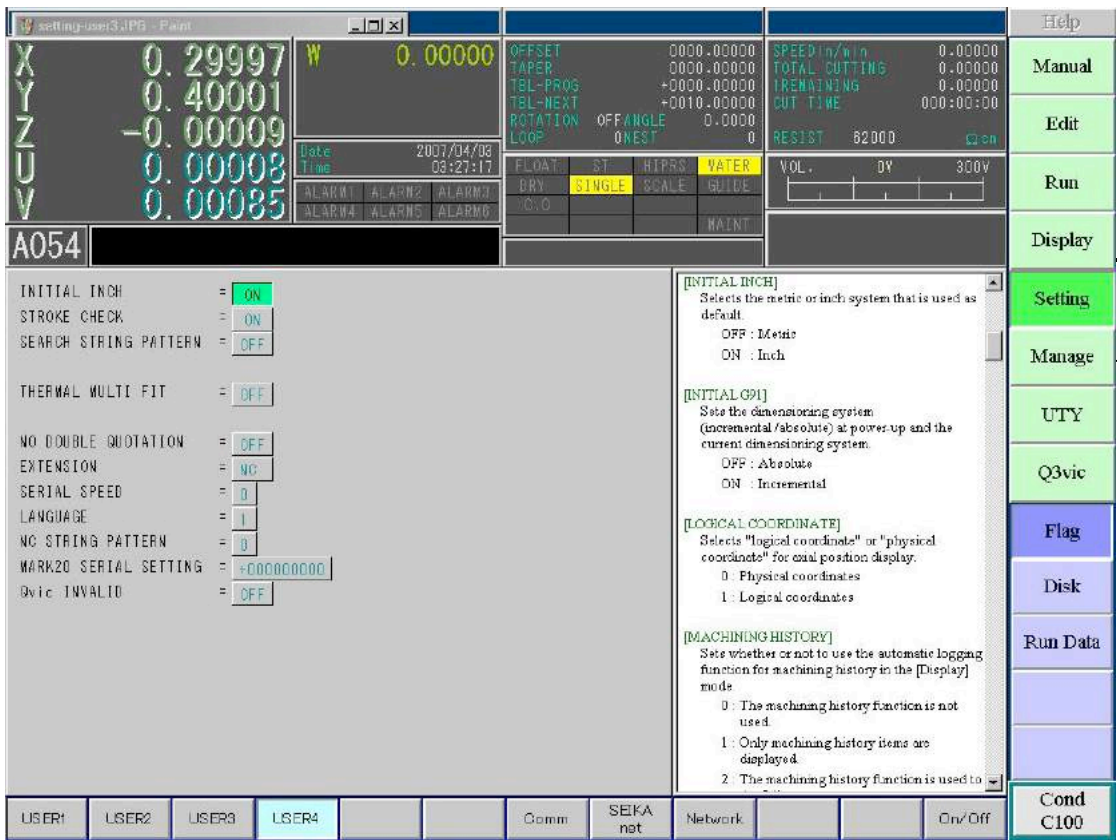 setting-user3.JPG - Paint
Help
X 0.29997
Y 0.40001
Z -0.00009
U 0.00008
V 0.00085
W 0.00000
Date 2007/04/03
Time 03:27:17
ALARM1 ALARM2 ALARM3
ALARM4 ALARM5 ALARM6
OFFSET 0000.00000
TAPER 0000.00000
TBL-PROG +0000.00000
TBL-NEXT +0010.00000
ROTATION OFF ANGLE 0.0000
LOOP 0 NEST 0
FLOAT ST HIPRS WATER
DRY SINGLE SCALE GUIDE
C.O
MAINT
SPEED in/min 0.00000
TOTAL CUTTING 0.00000
IREMAINING 0.00000
CUT TIME 000:00:00
RESIST 62000 Ωcm
VOL. 0V 300V
A054
INITIAL INCH = ON
STROKE CHECK = ON
SEARCH STRING PATTERN = OFF
THERMAL MULTI FIT = OFF
NO DOUBLE QUOTATION = OFF
EXTENSION = NC
SERIAL SPEED = 0
LANGUAGE = 1
NC STRING PATTERN = 0
MARK20 SERIAL SETTING = +000000000
Qvic INVALID = OFF
[INITIAL INCH]
Selects the metric or inch system that is used as
default.
OFF : Metric
ON : Inch
[INITIAL G91]
Sets the dimensioning system
(incremental /absolute) at power-up and the
current dimensioning system.
OFF : Absolute
ON : Incremental
[LOGICAL COORDINATE]
Selects "logical coordinate" or "physical
coordinate" for axial position display.
0 : Physical coordinates
1 : Logical coordinates
[MACHINING HISTORY]
Sets whether or not to use the automatic logging
function for machining history in the [Display]
mode
0 : The machining history function is not
used.
1 : Only machining history items are
displayed.
2 : The machining history function is used to
Manual
Edit
Run
Display
Setting
Manage
UTY
Q3vic
Flag
Disk
Run Data
Cond
C100
USER1 USER2 USER3 USER4 Comm SEIKA net Network On/Off